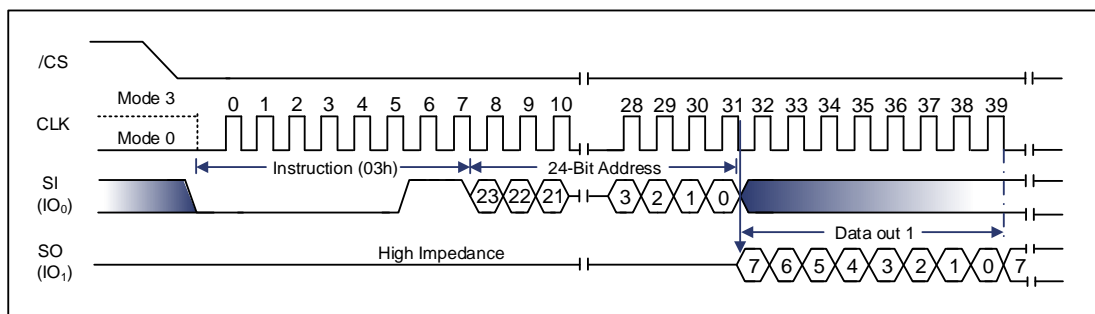 /CS
Mode 3
0 1 2 3 4 5 6 7 8 9 10 28 29 30 31 32 33 34 35 36 37 38 39
CLK
Mode 0
Instruction (03h) 24-Bit Address
SI
(IO₀)
23 22 21 3 2 1 0
Data out 1
SO
(IO₁)
High Impedance
7 6 5 4 3 2 1 0 7